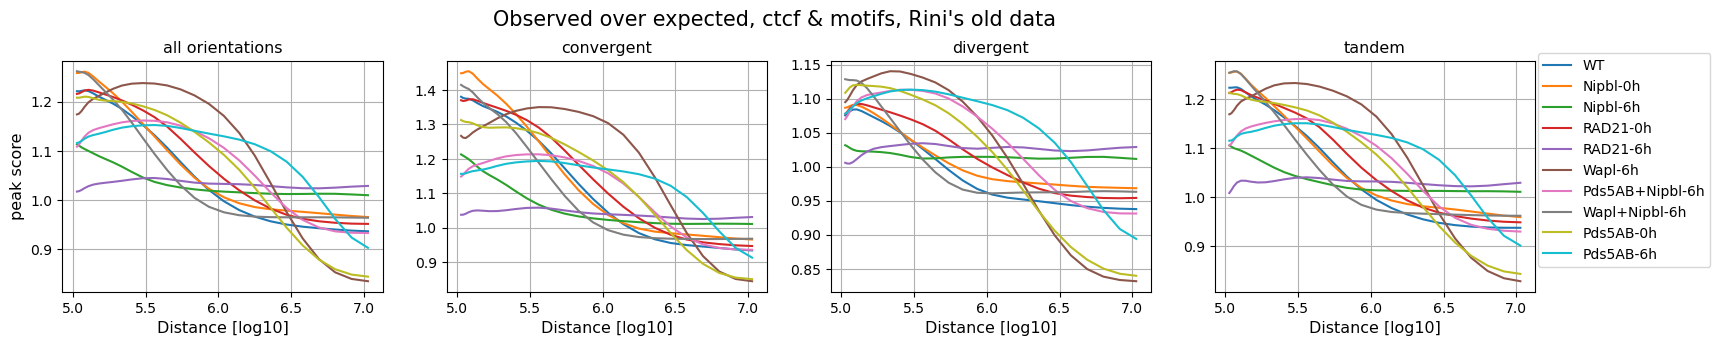 Observed over expected, ctcf & motifs, Rini's old data
all orientations
convergent
divergent
tandem
peak score
1.2
1.1
1.0
0.9
5.0 5.5 6.0 6.5 7.0
Distance [log10]
1.4
1.3
1.2
1.1
1.0
0.9
5.0 5.5 6.0 6.5 7.0
Distance [log10]
1.15
1.10
1.05
1.00
0.95
0.90
0.85
5.0 5.5 6.0 6.5 7.0
Distance [log10]
1.2
1.1
1.0
0.9
5.0 5.5 6.0 6.5 7.0
Distance [log10]
WT
Nipbl-0h
Nipbl-6h
RAD21-0h
RAD21-6h
Wapl-6h
Pds5AB+Nipbl-6h
Wapl+Nipbl-6h
Pds5AB-0h
Pds5AB-6h